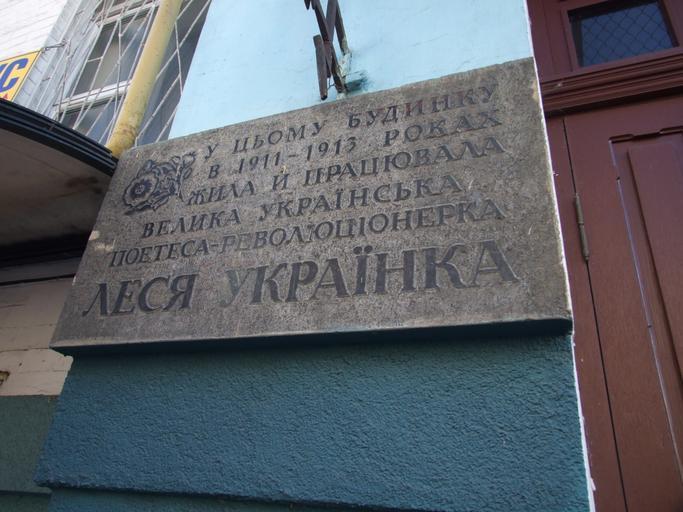 У ЦЬОМУ БУДИНКУ
В 1911-1913 РОКАХ
ЖИЛА Й ПРАЦЮВАЛА
ВЕЛИКА УКРАЇНСЬКА
ПОЕТЕСА-РЕВОЛЮЦІОНЕРКА
ЛЕСЯ УКРАЇНКА